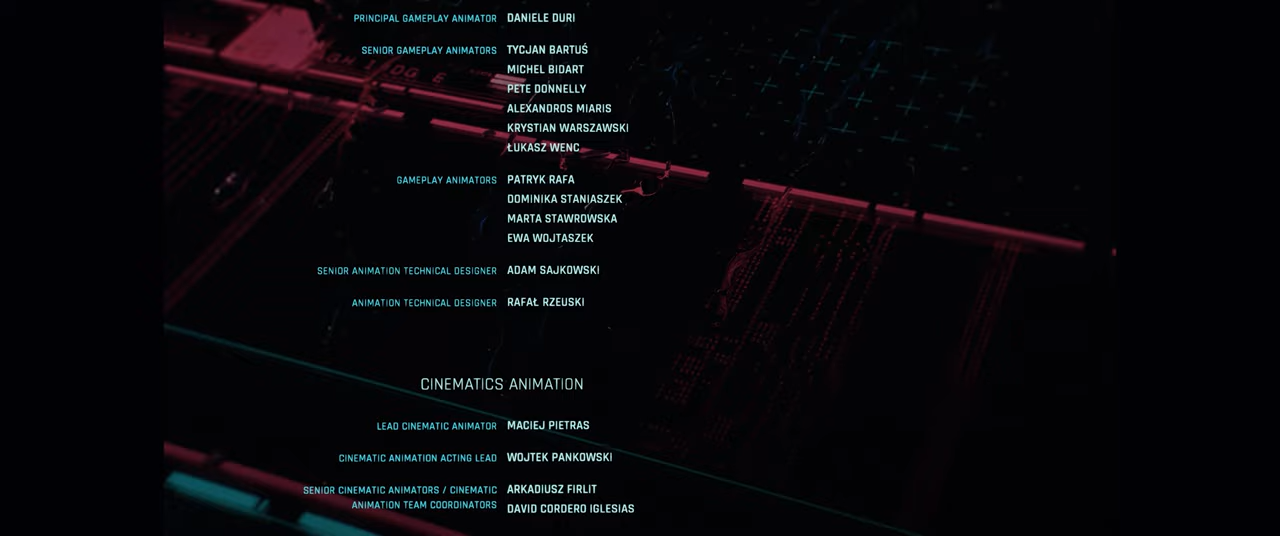 PRINCIPAL GAMEPLAY ANIMATOR DANIELE DURI
SENIOR GAMEPLAY ANIMATORS TYCJAN BARTUŚ
MICHEL BIDART
PETE DONNELLY
ALEXANDROS MIARIS
KRYSTIAN WARSZAWSKI
ŁUKASZ WENC
GAMEPLAY ANIMATORS PATRYK RAFA
DOMINIKA STANIASZEK
MARTA STAWROWSKA
EWA WOJTASZEK
SENIOR ANIMATION TECHNICAL DESIGNER ADAM SAJKOWSKI
ANIMATION TECHNICAL DESIGNER RAFAŁ RZEUSKI
CINEMATICS ANIMATION
LEAD CINEMATIC ANIMATOR MACIEJ PIETRAS
CINEMATIC ANIMATION ACTING LEAD WOJTEK PANKOWSKI
SENIOR CINEMATIC ANIMATORS / CINEMATIC ARKADIUSZ FIRLIT
ANIMATION TEAM COORDINATORS DAVID CORDERO IGLESIAS